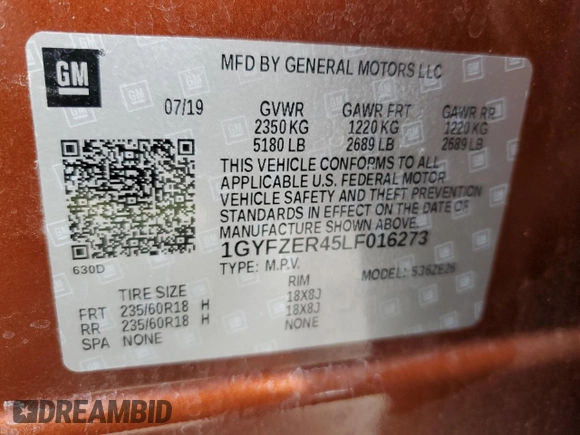 GM
MFD BY GENERAL MOTORS LLC
07/19 GVWR GAWR FRT GAWR RR
2350 KG 1220 KG 1220 KG
5180 LB 2689 LB 2689 LB
THIS VEHICLE CONFORMS TO ALL
APPLICABLE U.S. FEDERAL MOTOR
VEHICLE SAFETY AND THEFT PREVENTION
STANDARDS IN EFFECT ON THE DATE OF
MANUFACTURE SHOWN ABOVE.
630D
1GYFZER45LF016273
TYPE: M.P.V. MODEL:
TIRE SIZE RIM
FRT 235/60R18 H 18X8J
RR 235/60R18 H 18X8J
SPA NONE NONE
DREAMBID